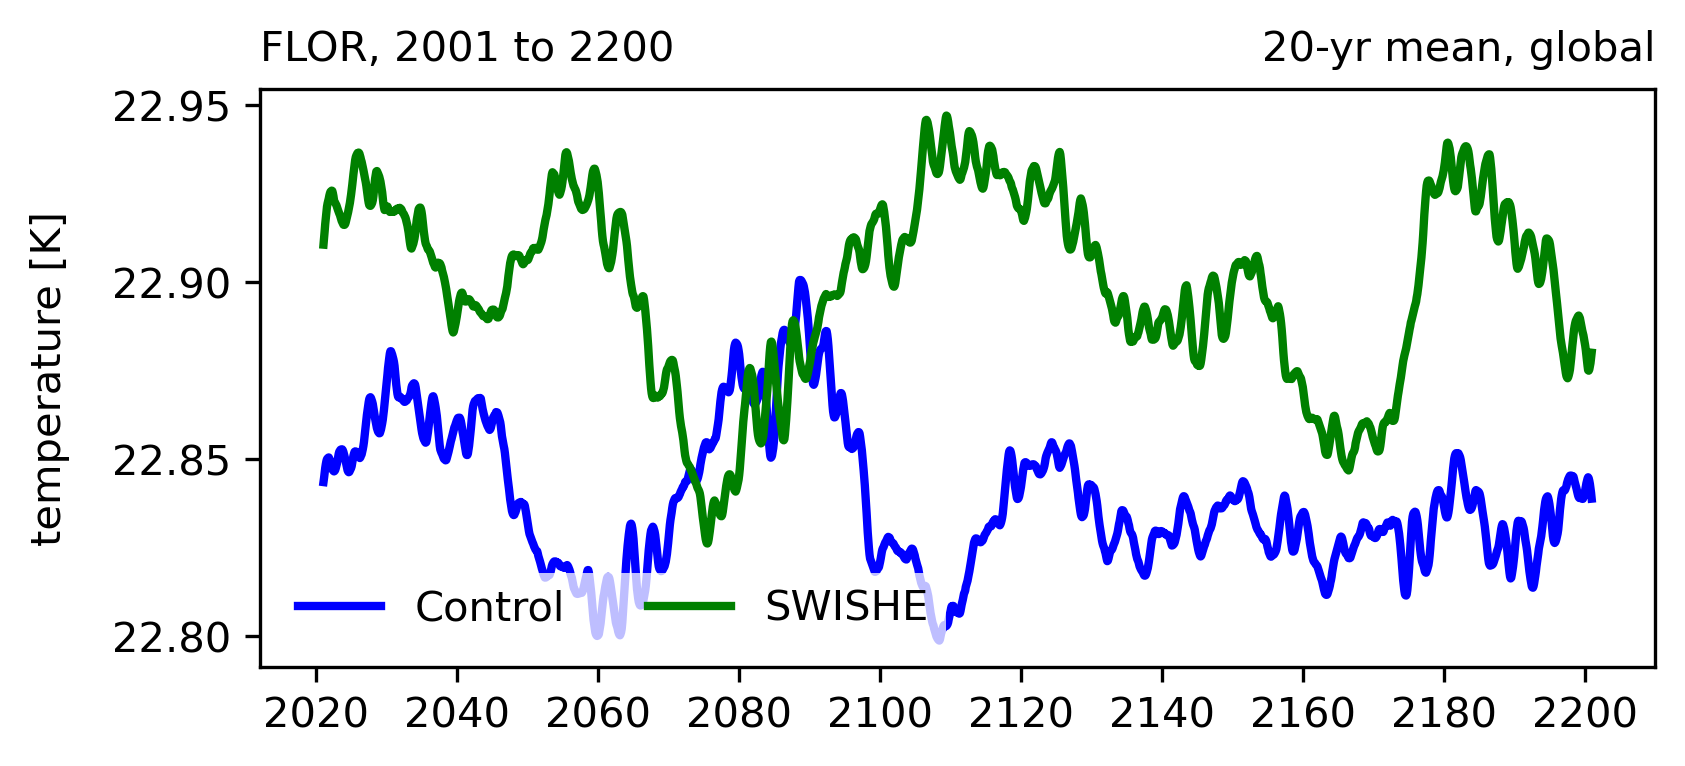 FLOR, 2001 to 2200
20-yr mean, global
temperature [K]
22.95
22.90
22.85
22.80
Control
SWISHE
2020 2040 2060 2080 2100 2120 2140 2160 2180 2200